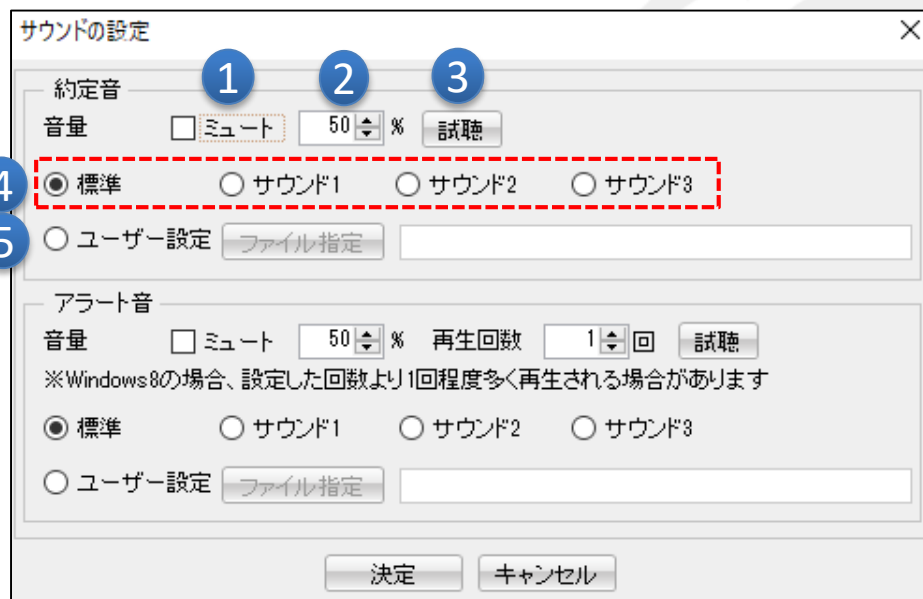 サウンドの設定 ×
1 2 3
約定音
音量 ミュート 50 % 試聴
4 標準 サウンド1 サウンド2 サウンド3
5 ユーザー設定 ファイル指定
アラート音
音量 ミュート 50 % 再生回数 1 回 試聴
※Windows8の場合、設定した回数より1回程度多く再生される場合があります
標準 サウンド1 サウンド2 サウンド3
ユーザー設定 ファイル指定
決定 キャンセル